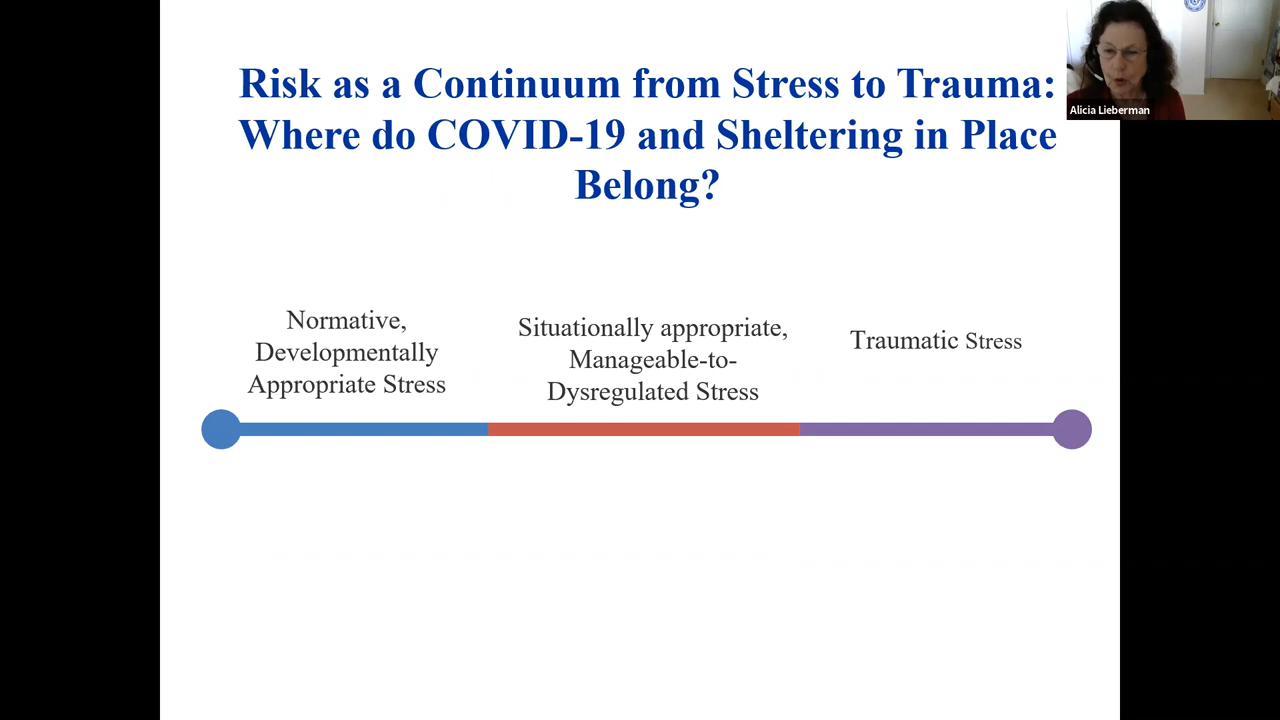 Risk as a Continuum from Stress to Trauma:
Where do COVID-19 and Sheltering in Place
Belong?
Alicia Lieberman
Normative,
Developmentally
Appropriate Stress
Situationally appropriate,
Manageable-to-
Dysregulated Stress
Traumatic Stress